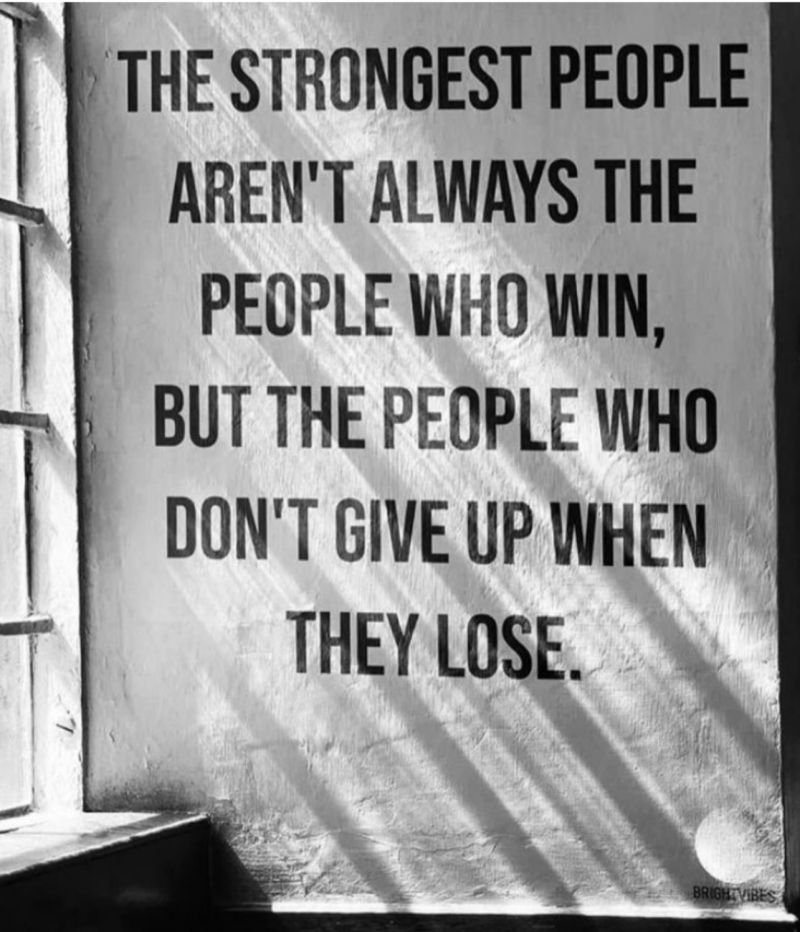 THE STRONGEST PEOPLE
AREN'T ALWAYS THE
PEOPLE WHO WIN,
BUT THE PEOPLE WHO
DON'T GIVE UP WHEN
THEY LOSE.
BRIGHTVIBES